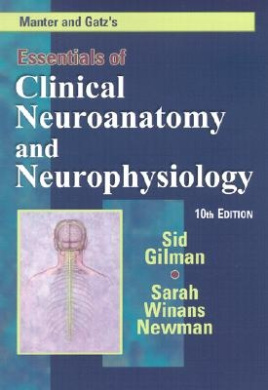 Manter and Gatz's
Essentials of
Clinical
Neuroanatomy
and
Neurophysiology
10th EDITION
Sid
Gilman
Sarah
Winans
Newman